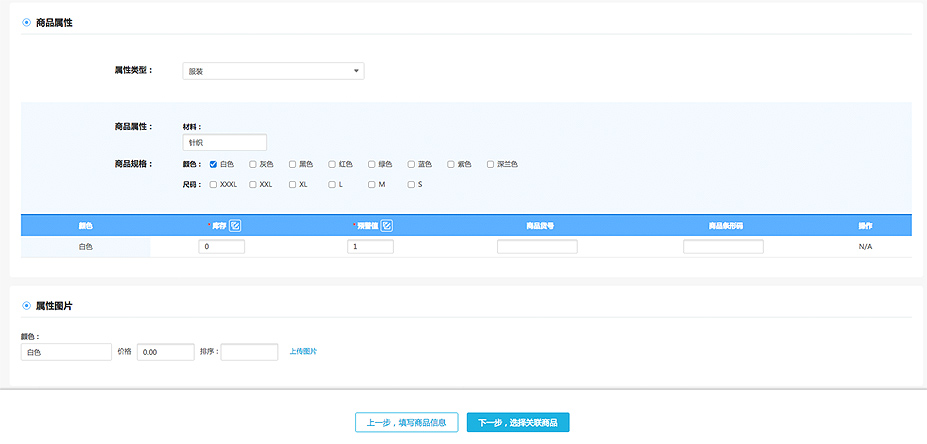 商品属性
属性类型： 服装
商品属性： 材料：
针织
商品规格： 颜色： 白色 灰色 黑色 红色 绿色 蓝色 紫色 深兰色
尺码： XXXL XXL XL L M S
颜色 *库存 *预警值 商品货号 商品条形码 操作
白色 0 1 N/A
属性图片
颜色：
白色 价格 0.00 排序： 上传图片
上一步，填写商品信息 下一步，选择关联商品